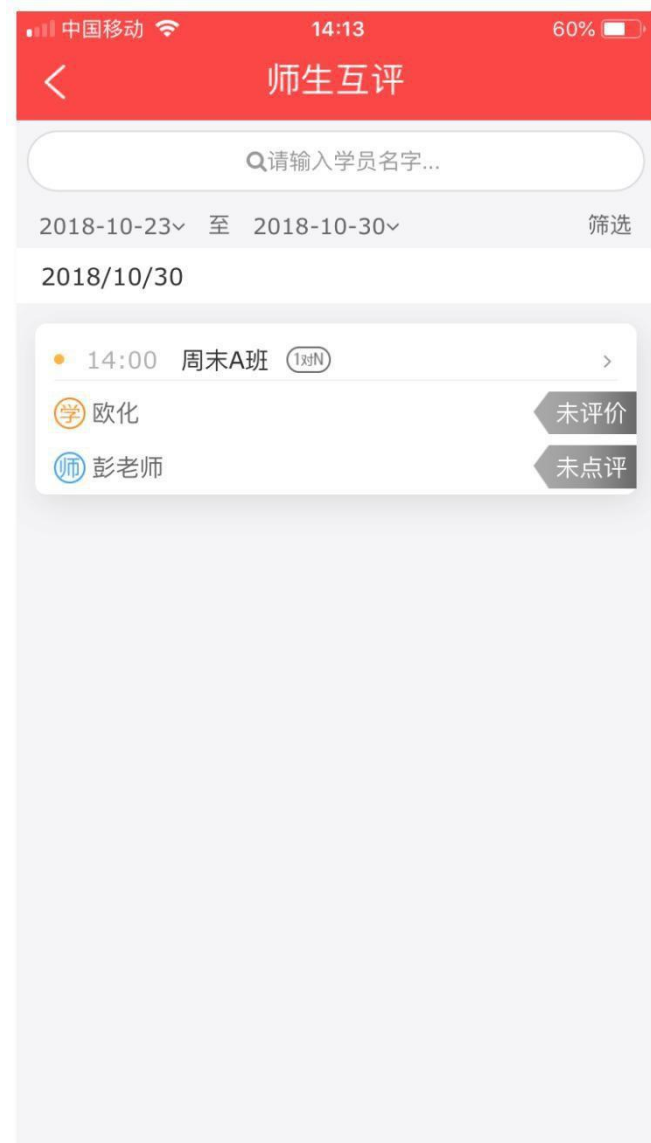 中国移动 14:13 60%
师生互评
请输入学员名字...
2018-10-23 至 2018-10-30 筛选
2018/10/30
14:00 周末A班 1对N
学 欧化 未评价
师 彭老师 未点评